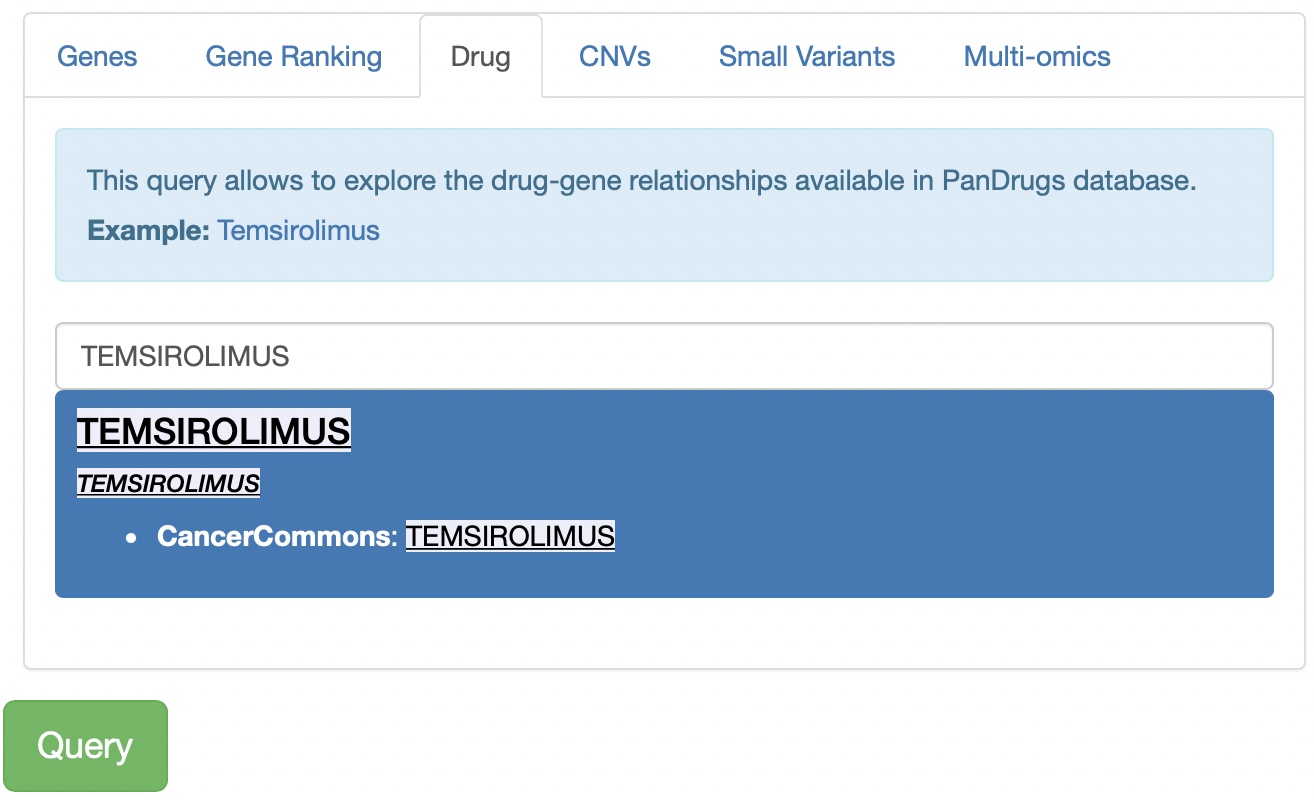 Genes Gene Ranking Drug CNVs Small Variants Multi-omics
This query allows to explore the drug-gene relationships available in PanDrugs database.
Example: Temsirolimus
TEMSIROLIMUS
TEMSIROLIMUS
TEMSIROLIMUS
• CancerCommons: TEMSIROLIMUS
Query